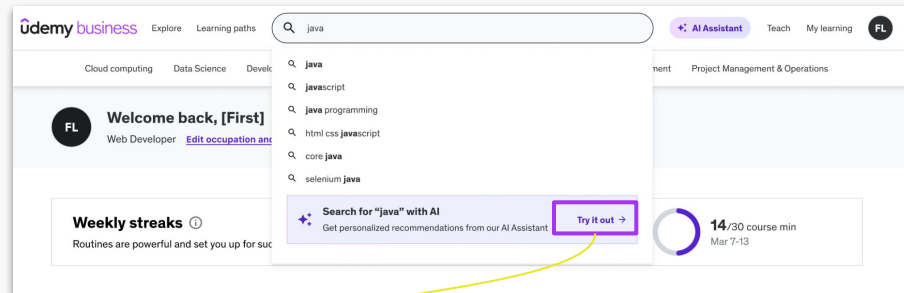 ûdemy business Explore Learning paths java AI Assistant Teach My learning FL
Cloud computing Data Science Develo ment Project Management & Operations
java
javascript
java programming
html css javascript
core java
selenium java
Search for “java” with AI
Get personalized recommendations from our AI Assistant
Try it out →
FL
Welcome back, [First]
Web Developer Edit occupation and
Weekly streaks
Routines are powerful and set you up for suc
14/30 course min
Mar 7-13